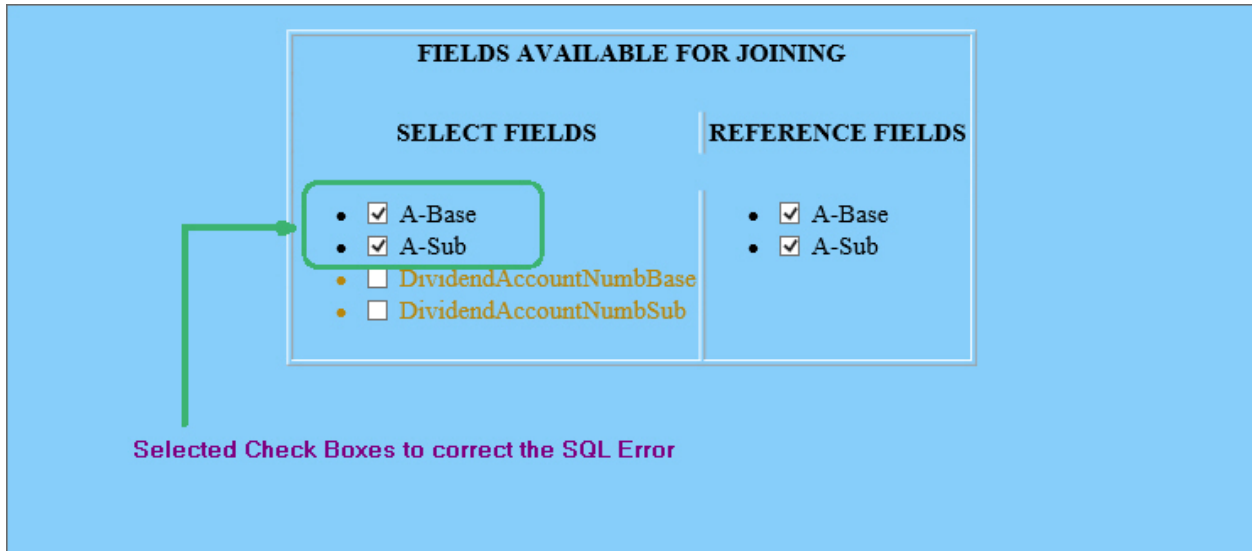 FIELDS AVAILABLE FOR JOINING
SELECT FIELDS
REFERENCE FIELDS
A-Base
A-Sub
DividendAccountNumbBase
DividendAccountNumbSub
A-Base
A-Sub
Selected Check Boxes to correct the SQL Error